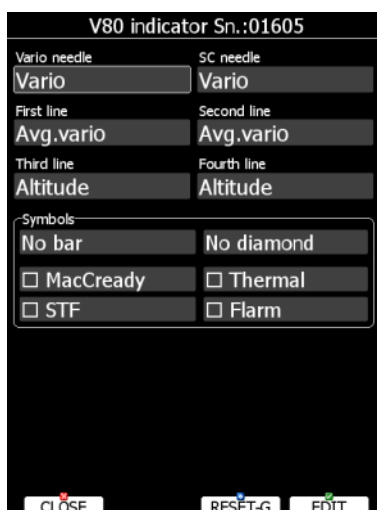 V80 indicator Sn.:01605
Vario needle SC needle
Vario Vario
First line Second line
Avg.vario Avg.vario
Third line Fourth line
Altitude Altitude
Symbols
No bar No diamond
MacCready Thermal
STF Flarm
CLOSE RESET-G EDIT